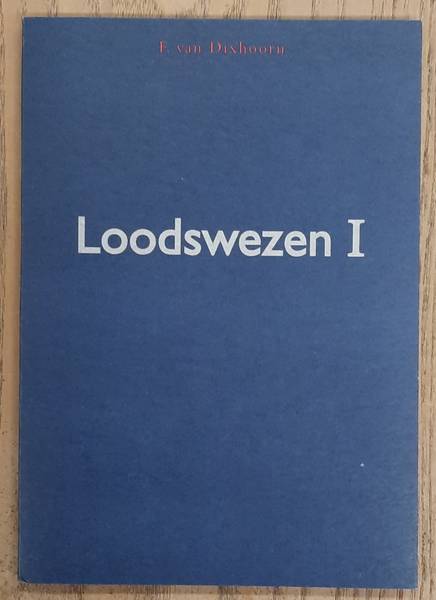 F. van Dixhoorn
Loodswezen I